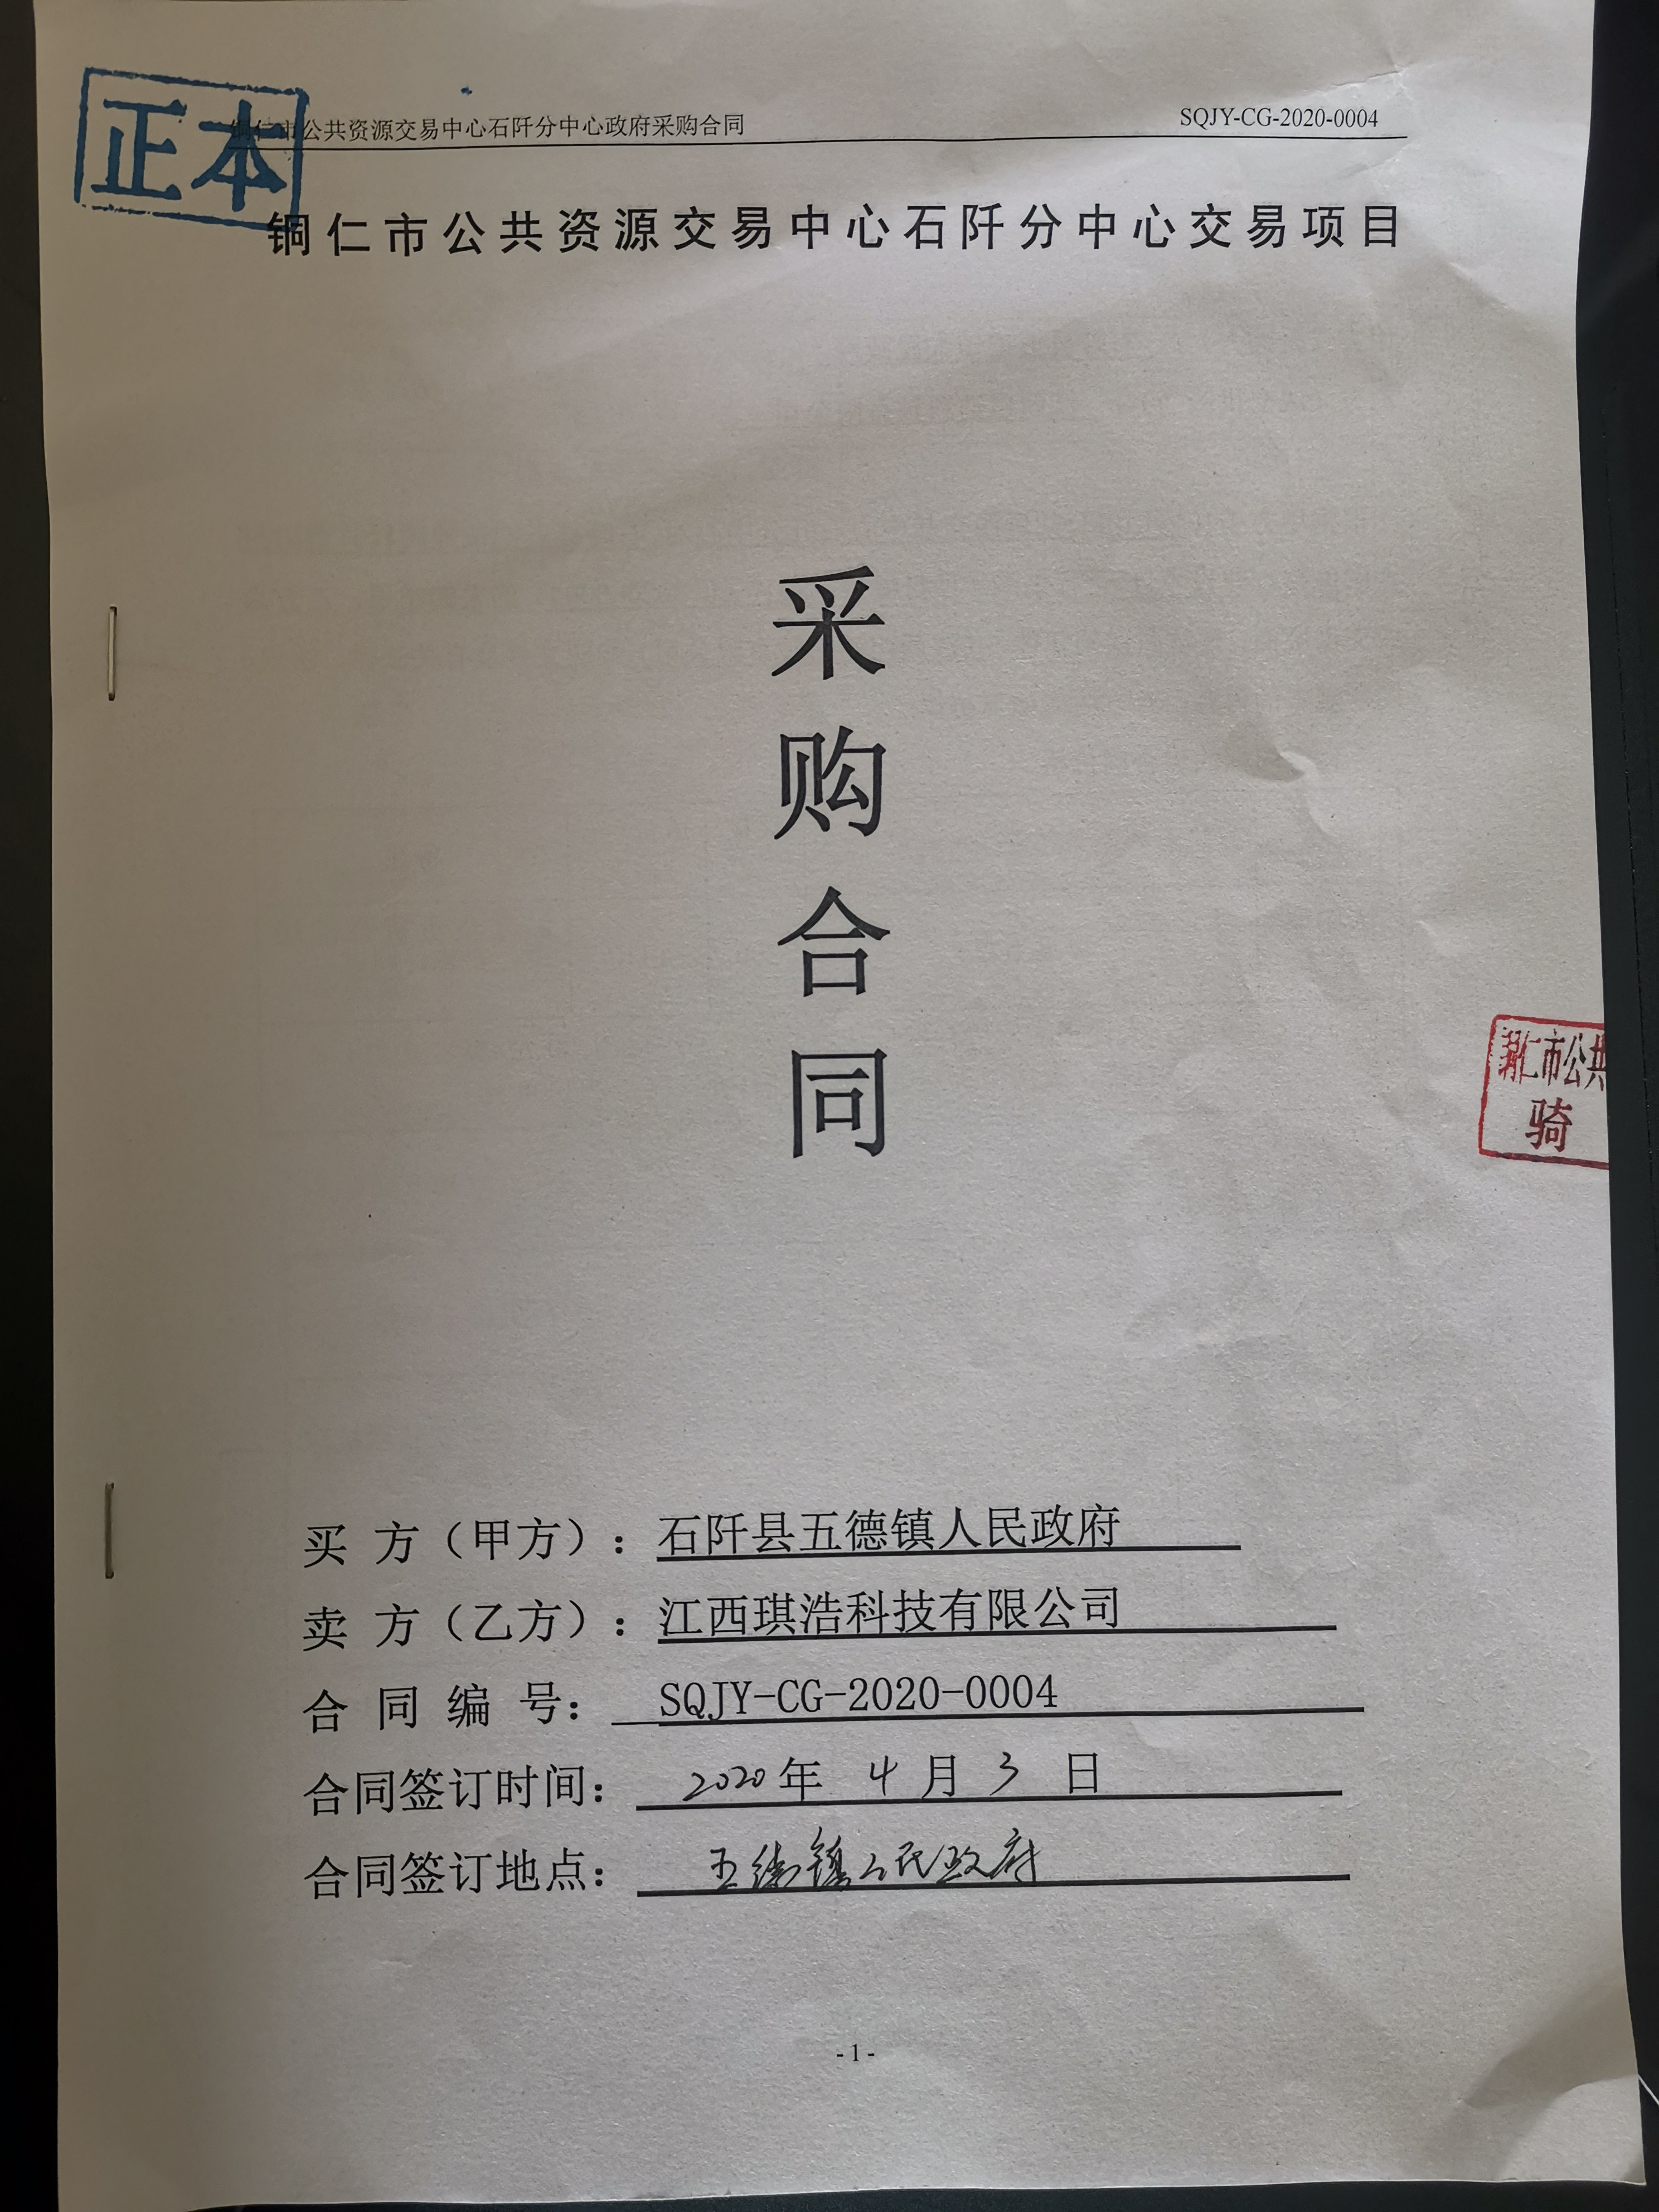 正本
铜仁市公共资源交易中心石阡分中心政府采购合同 SQJY-CG-2020-0004
铜仁市公共资源交易中心石阡分中心交易项目
采
购
合
同
铜仁市公共
骑
买方（甲方）：石阡县五德镇人民政府
卖方（乙方）：江西琪浩科技有限公司
合同编号：SQJY-CG-2020-0004
合同签订时间：2020年 4月 3日
合同签订地点：五德镇人民政府
-1-